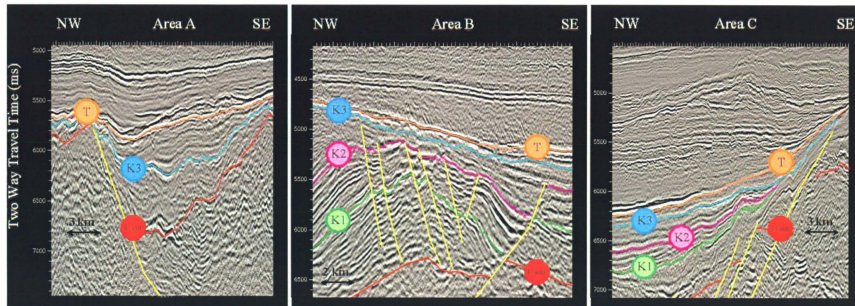 NW Area A SE
NW Area B SE
NW Area C SE
Two Way Travel Time (ms)
5000
5500
6000
6500
7000
T
K3
3 km
4500
5000
5500
6000
6500
K3
K2
K1
T
2 km
5000
5500
6000
6500
7000
T
K3
K2
K1
3 km